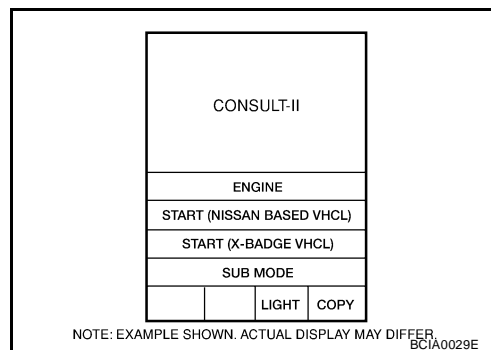 CONSULT-II
ENGINE
START (NISSAN BASED VHCL)
START (X-BADGE VHCL)
SUB MODE
LIGHT COPY
NOTE: EXAMPLE SHOWN. ACTUAL DISPLAY MAY DIFFER.
BCIA0029E